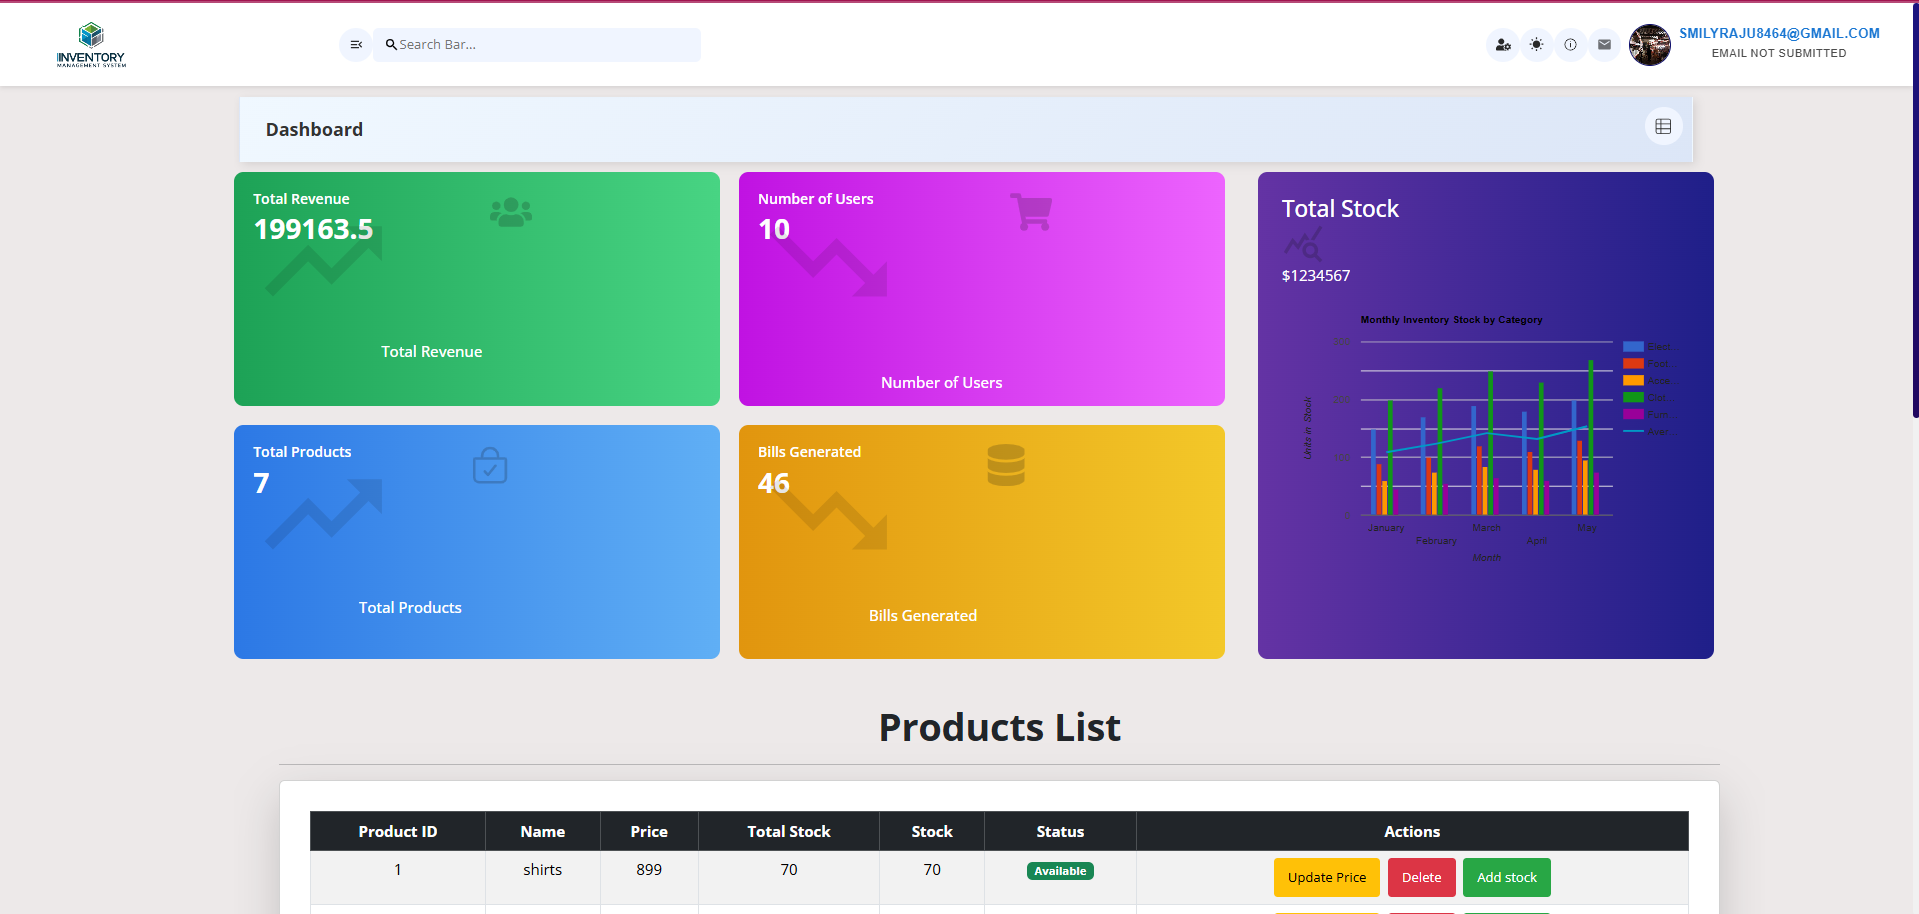 INVENTORY
MANAGEMENT SYSTEM
Search Bar...
SMILYRAJU8464@GMAIL.COM
EMAIL NOT SUBMITTED
Dashboard
Total Revenue
199163.5
Total Revenue
Number of Users
10
Number of Users
Total Products
7
Total Products
Bills Generated
46
Bills Generated
Total Stock
$1234567
Monthly Inventory Stock by Category
Units in Stock
0
January
February
March
April
May
Month
Products List
Product ID Name Price Total Stock Stock Status Actions
1 shirts 899 70 70 Available Update Price Delete Add stock